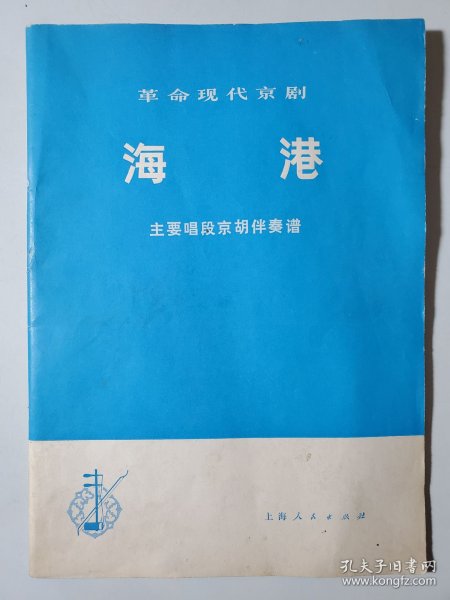 革命现代京剧
海港
主要唱段京胡伴奏谱
上海人民出版社
孔夫子旧书网
www.kongfz.com